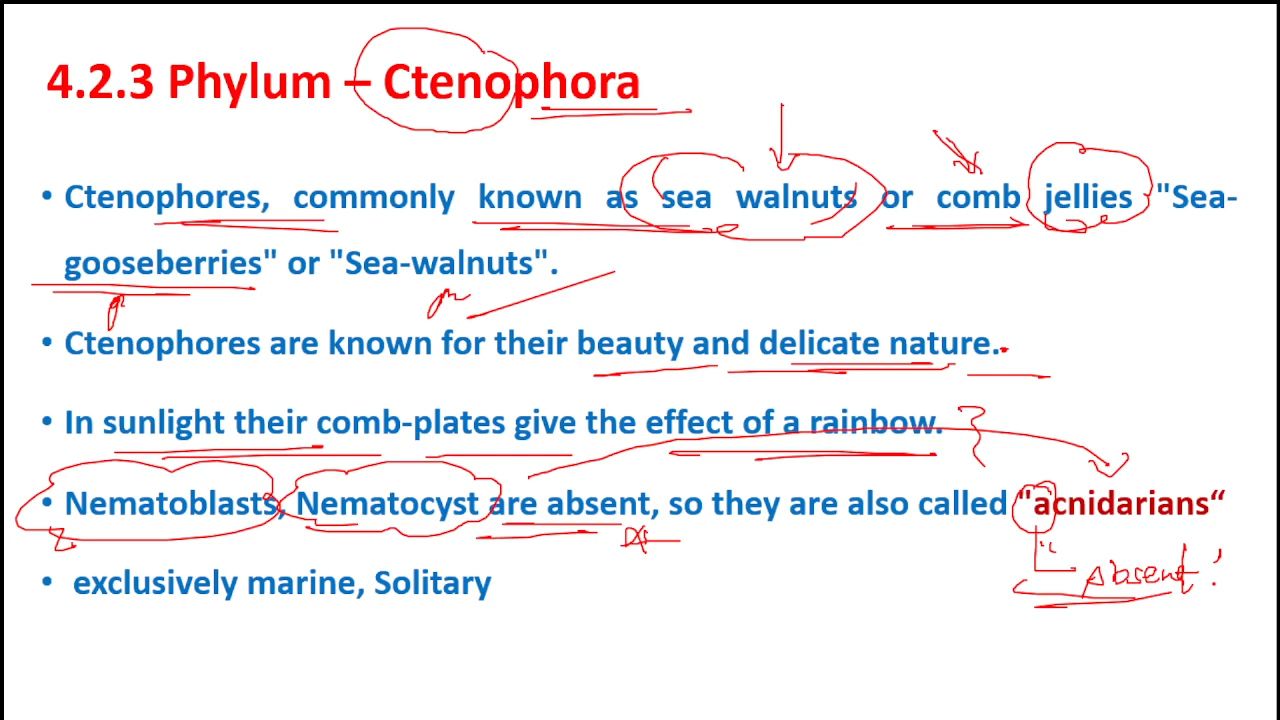 4.2.3 Phylum – Ctenophora
• Ctenophores, commonly known as sea walnuts or comb jellies "Sea-
gooseberries" or "Sea-walnuts".
• Ctenophores are known for their beauty and delicate nature.
• In sunlight their comb-plates give the effect of a rainbow.
• Nematoblasts, Nematocyst are absent, so they are also called "acnidarians“
Absent
• exclusively marine, Solitary